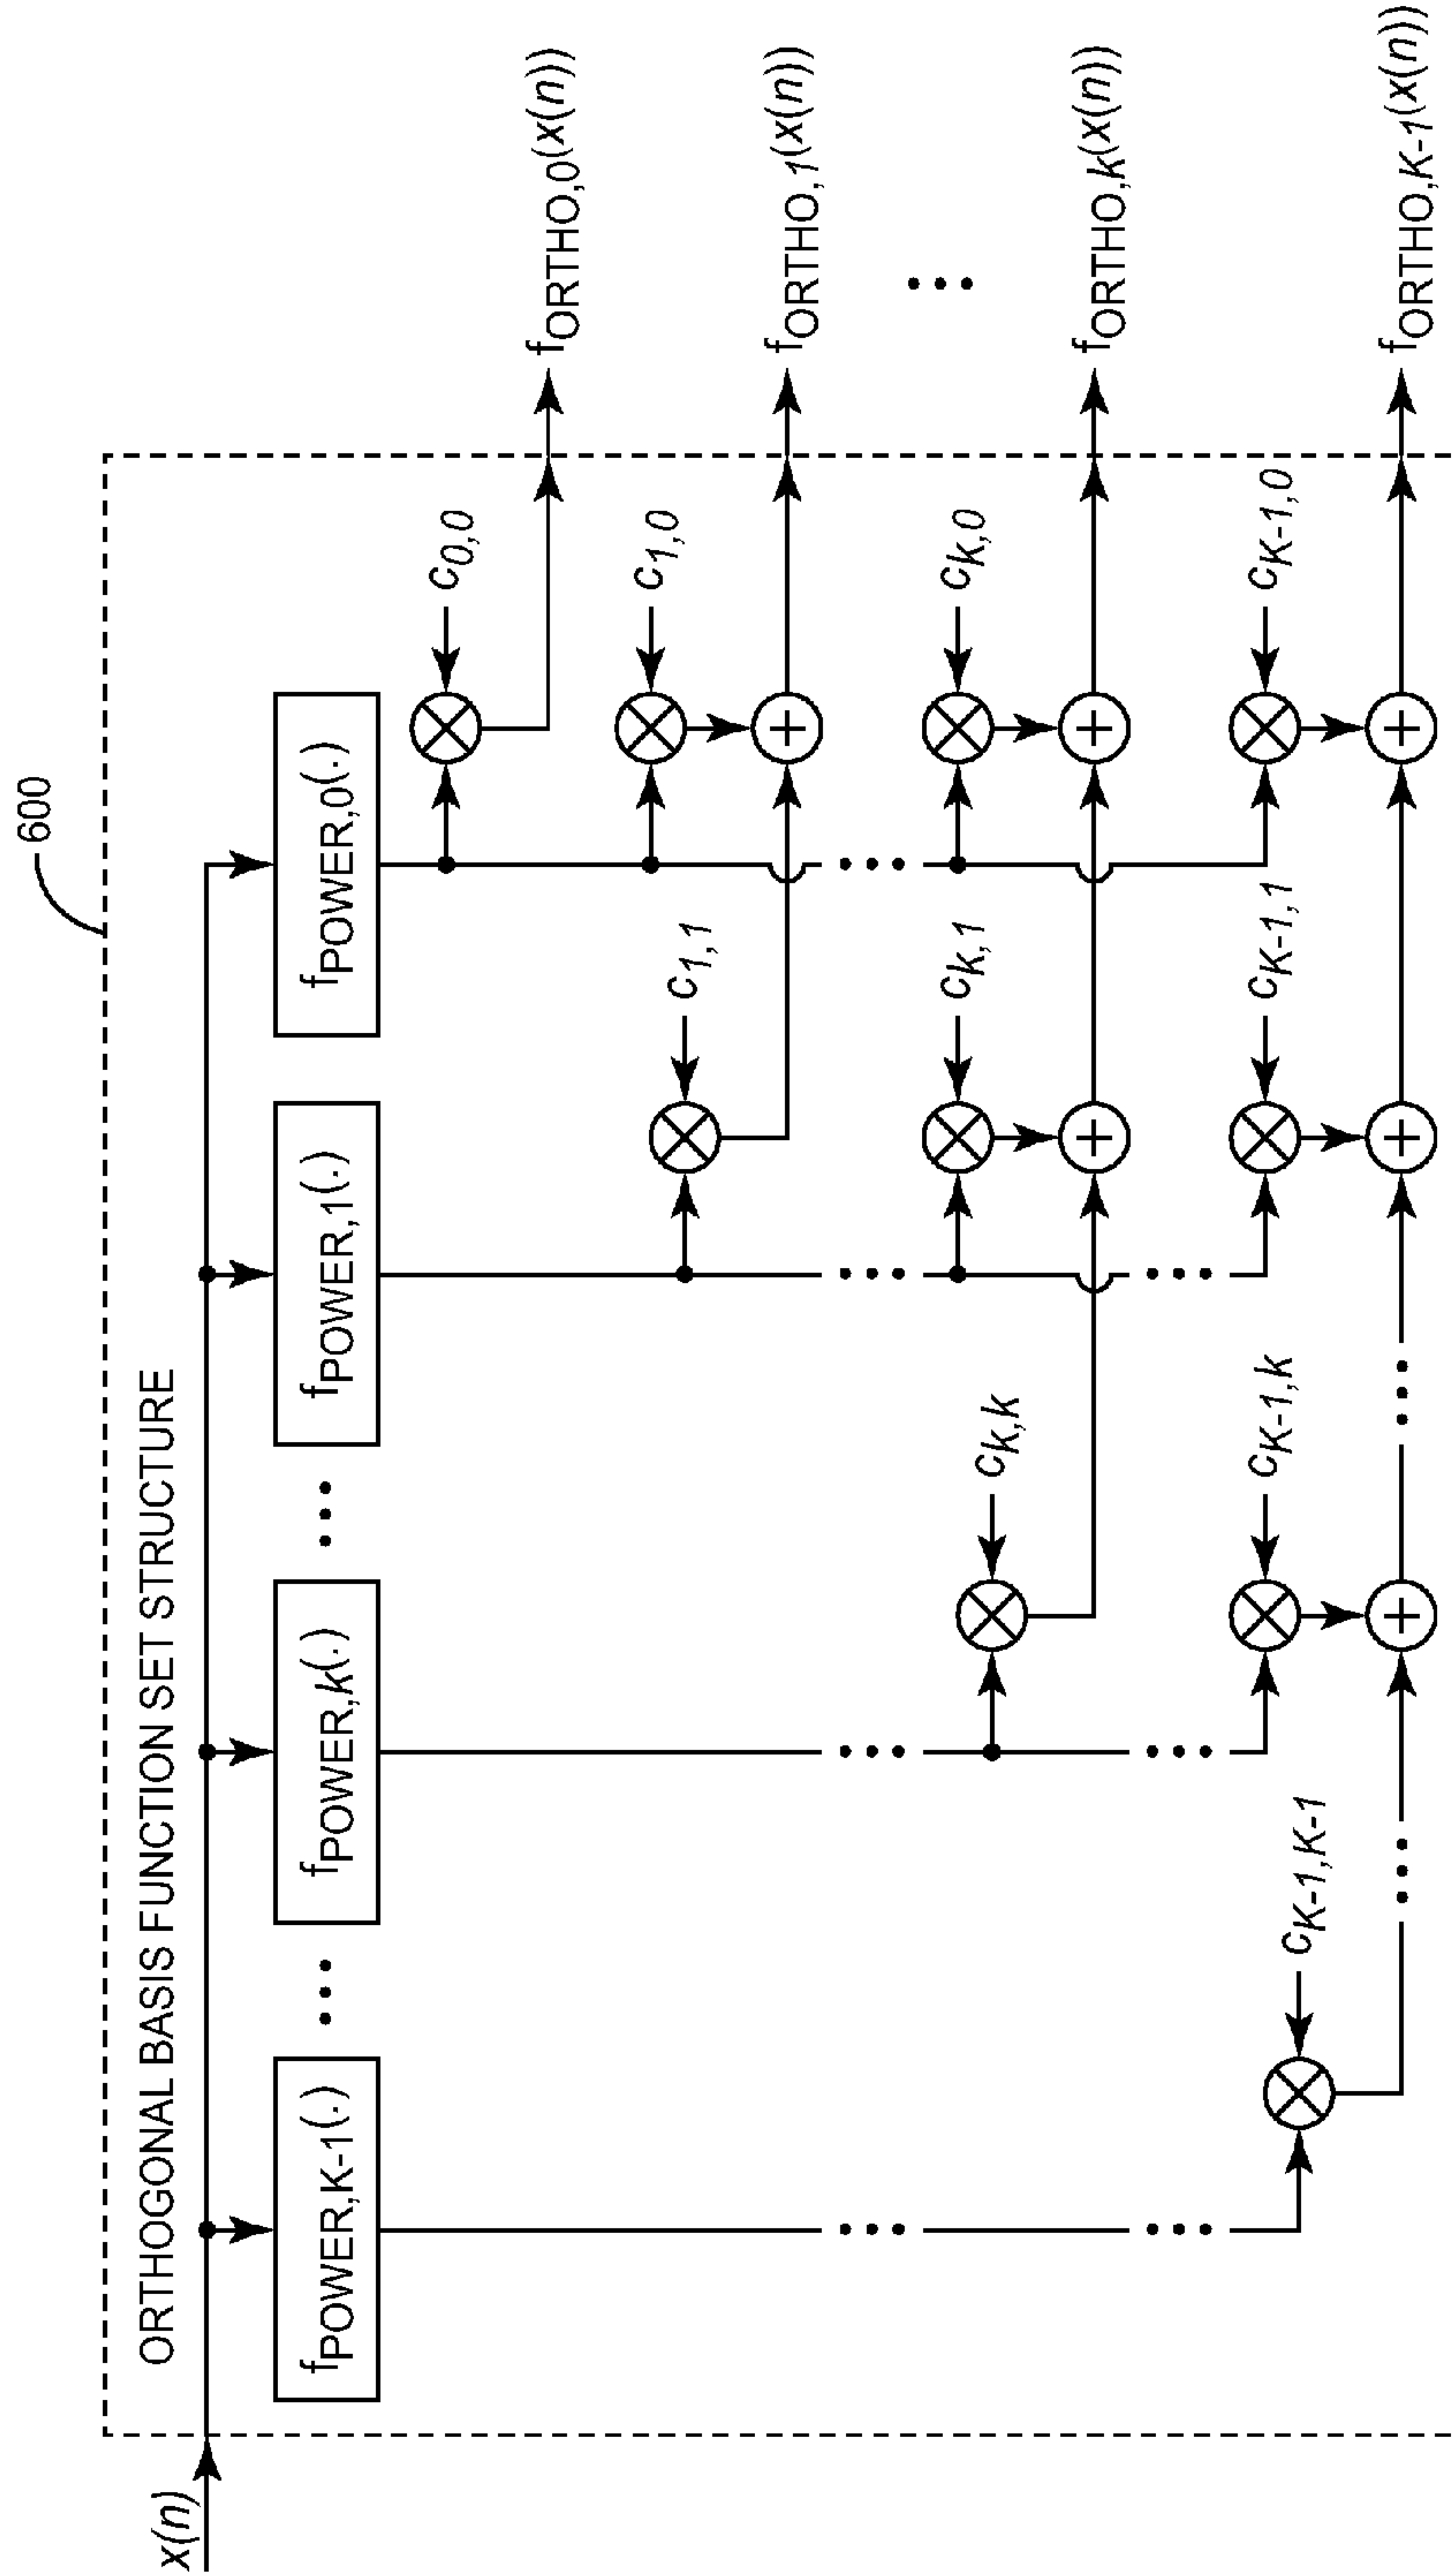 600
x(n)
ORTHOGONAL BASIS FUNCTION SET STRUCTURE
fPOWER,K-1(.)
...
fPOWER,k(.)
...
fPOWER,1(.)
fPOWER,0(.)
c0,0
fORTHO,0(x(n))
c1,1
c1,0
fORTHO,1(x(n))
...
ck,k
ck,1
ck,0
fORTHO,k(x(n))
cK-1,K-1
cK-1,k
cK-1,1
cK-1,0
fORTHO,K-1(x(n))